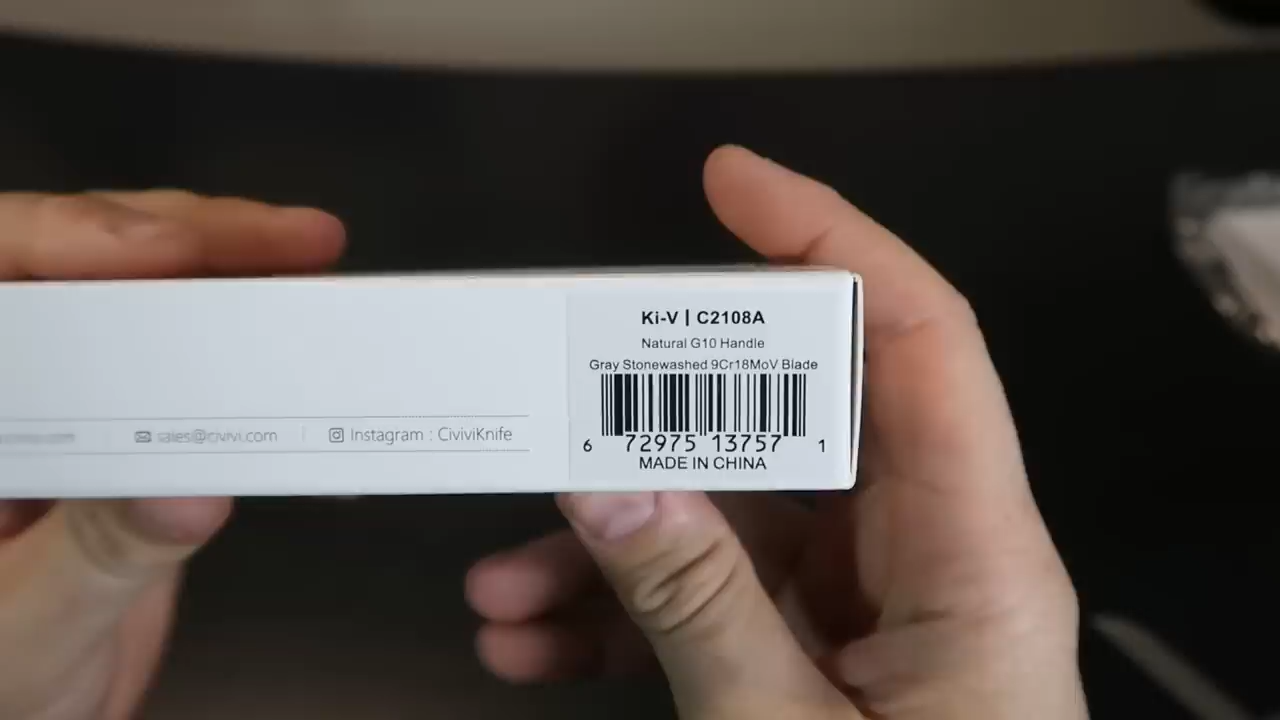 Ki-V | C2108A
Natural G10 Handle
Gray Stonewashed 9Cr18MoV Blade
6 72975 13757 1
MADE IN CHINA
sales@civivi.com
Instagram : CiviviKnife